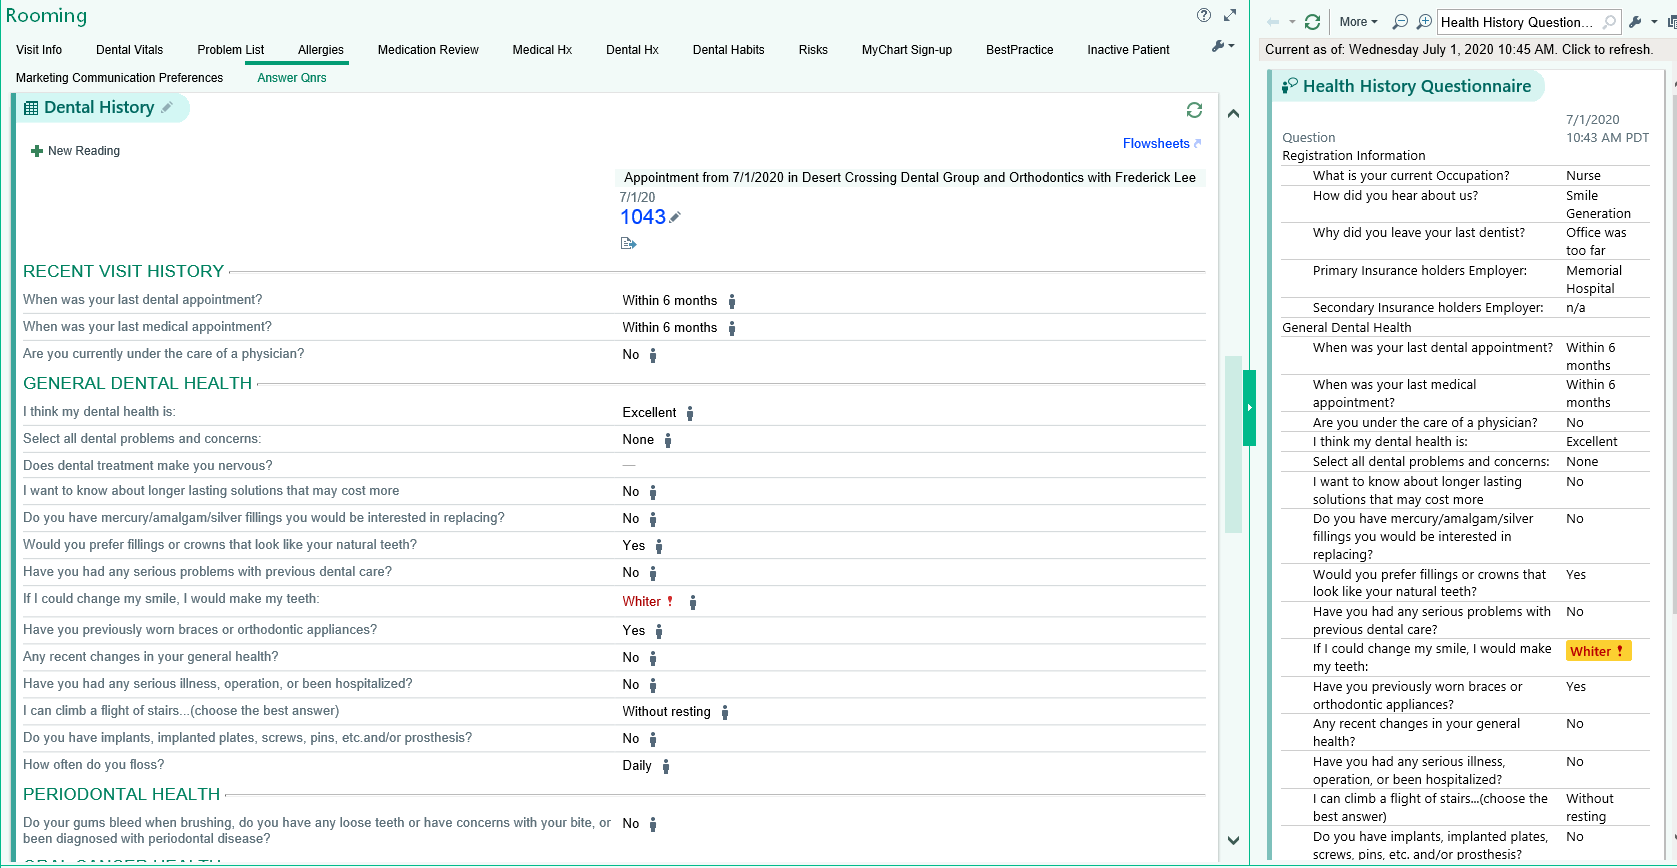 Rooming
Visit Info Dental Vitals Problem List Allergies Medication Review Medical Hx Dental Hx Dental Habits Risks MyChart Sign-up BestPractice Inactive Patient
Marketing Communication Preferences Answer Qnrs
Dental History
New Reading
Flowsheets
Appointment from 7/1/2020 in Desert Crossing Dental Group and Orthodontics with Frederick Lee
7/1/20
1043
RECENT VISIT HISTORY
When was your last dental appointment? Within 6 months
When was your last medical appointment? Within 6 months
Are you currently under the care of a physician? No
GENERAL DENTAL HEALTH
I think my dental health is: Excellent
Select all dental problems and concerns: None
Does dental treatment make you nervous? —
I want to know about longer lasting solutions that may cost more No
Do you have mercury/amalgam/silver fillings you would be interested in replacing? No
Would you prefer fillings or crowns that look like your natural teeth? Yes
Have you had any serious problems with previous dental care? No
If I could change my smile, I would make my teeth: Whiter !
Have you previously worn braces or orthodontic appliances? Yes
Any recent changes in your general health? No
Have you had any serious illness, operation, or been hospitalized? No
I can climb a flight of stairs...(choose the best answer) Without resting
Do you have implants, implanted plates, screws, pins, etc.and/or prosthesis? No
How often do you floss? Daily
PERIODONTAL HEALTH
Do your gums bleed when brushing, do you have any loose teeth or have concerns with your bite, or No
been diagnosed with periodontal disease?
ORAL CANCER HEALTH
More Health History Question...
Current as of: Wednesday July 1, 2020 10:45 AM. Click to refresh.
Health History Questionnaire
7/1/2020
Question 10:43 AM PDT
Registration Information
What is your current Occupation? Nurse
How did you hear about us? Smile
Generation
Why did you leave your last dentist? Office was
too far
Primary Insurance holders Employer: Memorial
Hospital
Secondary Insurance holders Employer: n/a
General Dental Health
When was your last dental appointment? Within 6
months
When was your last medical Within 6
appointment? months
Are you under the care of a physician? No
I think my dental health is: Excellent
Select all dental problems and concerns: None
I want to know about longer lasting No
solutions that may cost more
Do you have mercury/amalgam/silver No
fillings you would be interested in
replacing?
Would you prefer fillings or crowns that Yes
look like your natural teeth?
Have you had any serious problems with No
previous dental care?
If I could change my smile, I would make Whiter !
my teeth:
Have you previously worn braces or Yes
orthodontic appliances?
Any recent changes in your general No
health?
Have you had any serious illness, No
operation, or been hospitalized?
I can climb a flight of stairs...(choose the Without
best answer) resting
Do you have implants, implanted plates, No
screws, pins, etc. and/or prosthesis?